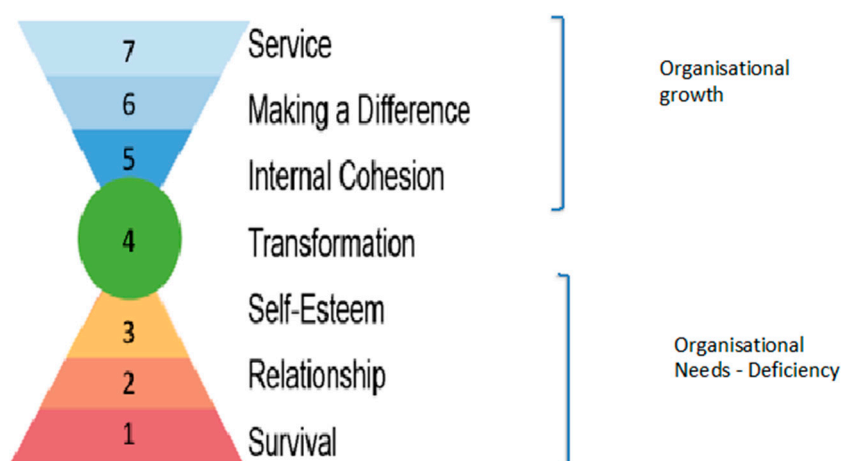 7 Service
6 Making a Difference
5 Internal Cohesion
4 Transformation
3 Self-Esteem
2 Relationship
1 Survival
Organisational
growth
Organisational
Needs - Deficiency